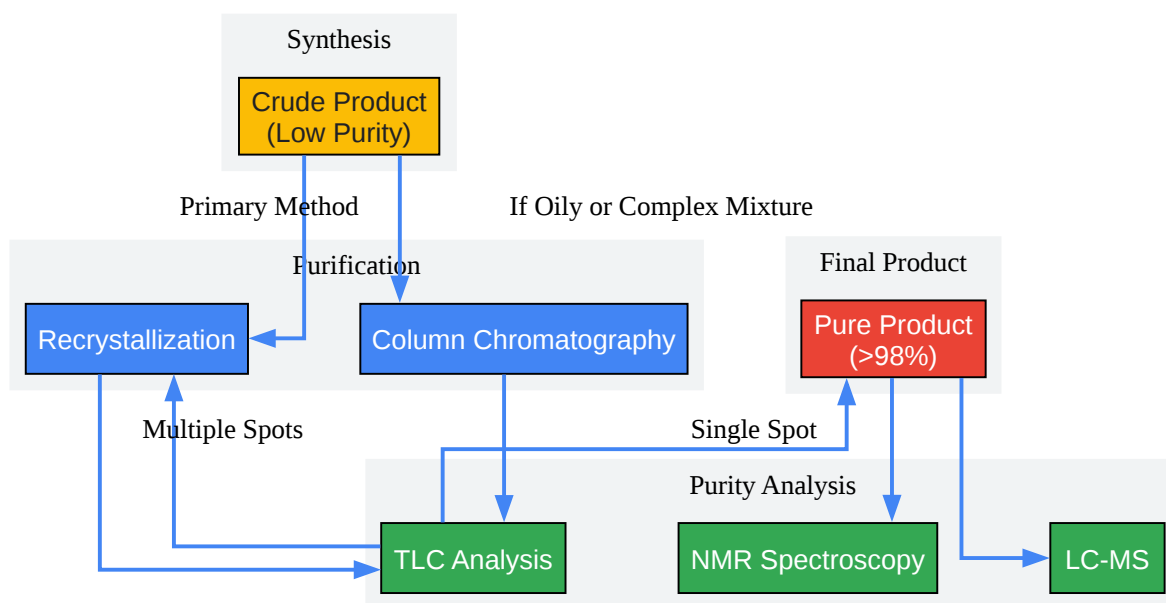 Synthesis
Crude Product
(Low Purity)
Primary Method
If Oily or Complex Mixture
Purification
Final Product
Recrystallization
Column Chromatography
Pure Product
(>98%)
Multiple Spots
Single Spot
Purity Analysis
TLC Analysis
NMR Spectroscopy
LC-MS